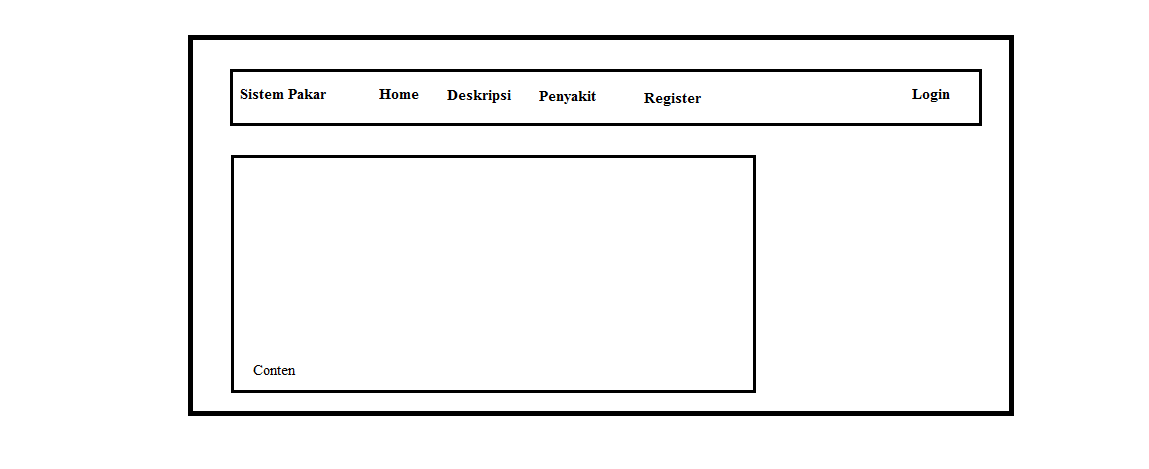 Sistem Pakar Home Deskripsi Penyakit Register Login
Conten